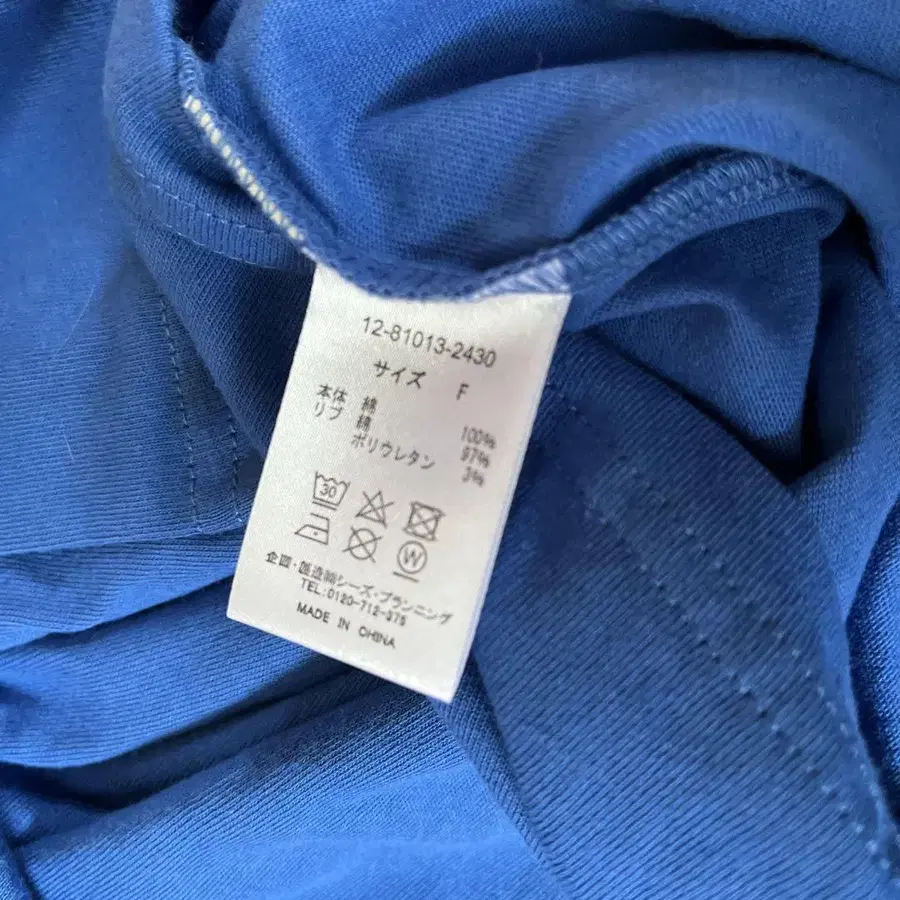 12-81013-2430
サイズ F
本体 綿 100%
リブ 綿 97%
ポリウレタン 3%
30
W
企画・創造㈱シーズ・プランニング
TEL:0120-712-375
MADE IN CHINA